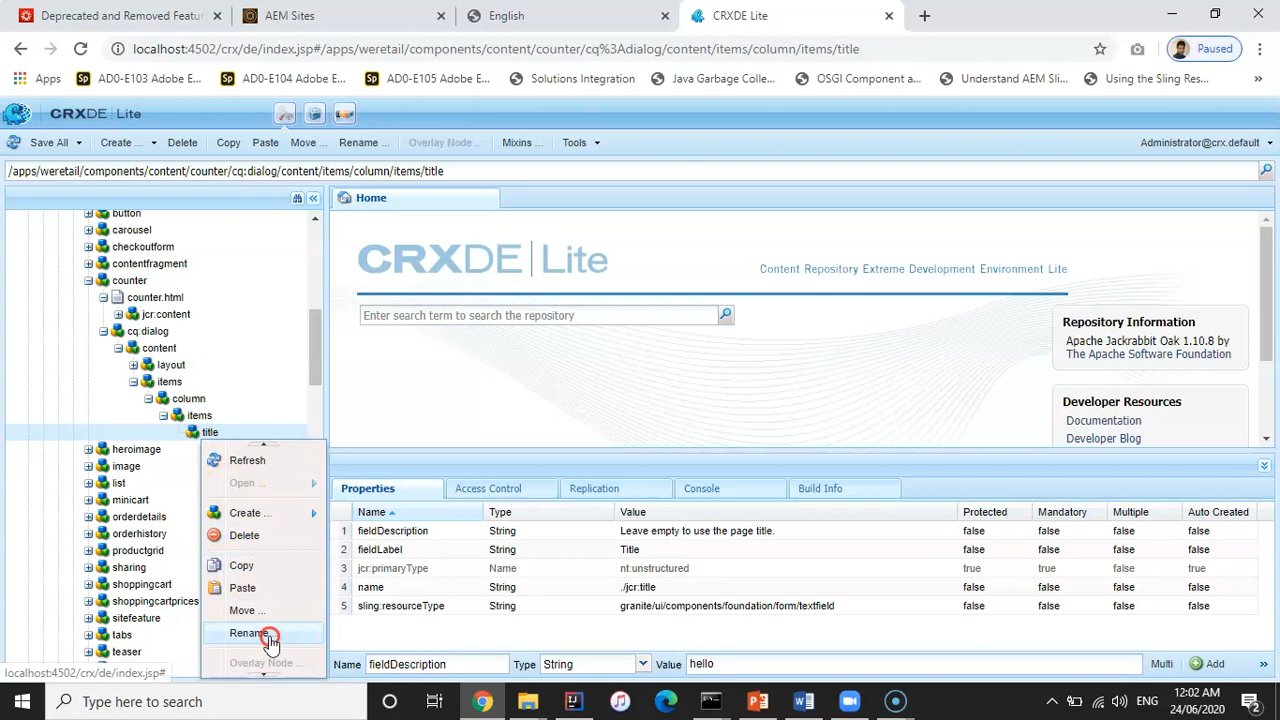 Deprecated and Removed Featur
AEM Sites
English
CRXDE Lite
localhost:4502/crx/de/index.jsp#/apps/weretail/components/content/counter/cq%3Adialog/content/items/column/items/title
Paused
Apps
AD0-E103 Adobe E...
AD0-E104 Adobe E...
AD0-E105 Adobe E...
Solutions Integration
Java Garbage Colle...
OSGI Component a...
Understand AEM Sli...
Using the Sling Res...
»
CRXDE | Lite
Save All
Create ...
Delete
Copy
Paste
Move ...
Rename ...
Overlay Node ...
Mixins ...
Tools
Administrator@crx.default
/apps/weretail/components/content/counter/cq:dialog/content/items/column/items/title
Home
button
carousel
checkoutform
contentfragment
counter
counter.html
jcr:content
cq:dialog
content
layout
items
column
items
title
heroimage
image
list
minicart
orderdetails
orderhistory
productgrid
sharing
shoppingcart
shoppingcartprices
sitefeature
tabs
teaser
Refresh
Open ...
Create ...
Delete
Copy
Paste
Move ...
Rename
Overlay Node ...
localhost:4502/crx/de/index.jsp#
CRXDE | Lite
Content Repository Extreme Development Environment Lite
Enter search term to search the repository
Repository Information
Apache Jackrabbit Oak 1.10.8 by
The Apache Software Foundation
Developer Resources
Documentation
Developer Blog
Properties
Access Control
Replication
Console
Build Info
Name Type Value Protected Mandatory Multiple Auto Created
1 fieldDescription String Leave empty to use the page title. false false false false
2 fieldLabel String Title false false false false
3 jcr:primaryType Name nt:unstructured true true false true
4 name String ./jcr:title false false false false
5 sling:resourceType String granite/ui/components/foundation/form/textfield false false false false
Name fieldDescription Type String Value hello Multi Add »
Type here to search
ENG
12:02 AM
24/06/2020
2